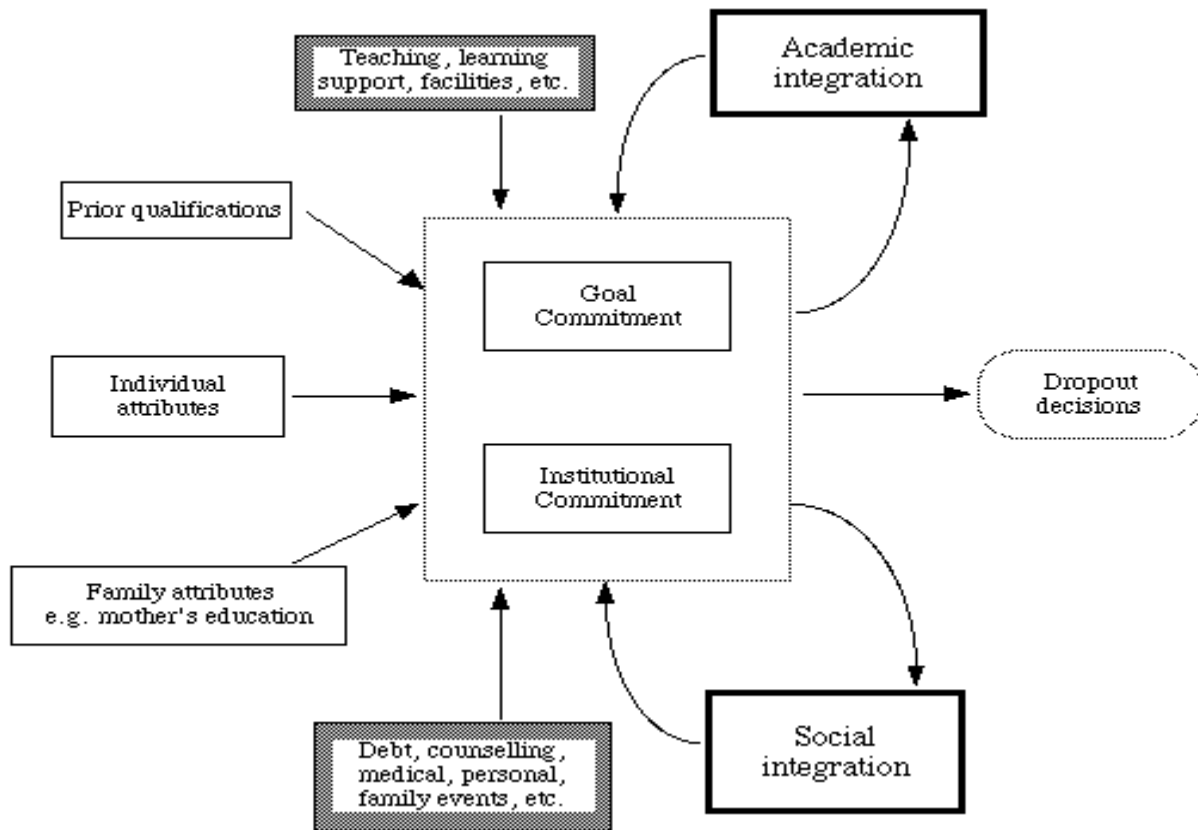 Teaching, learning
support, facilities, etc.
Academic
integration
Prior qualifications
Goal
Commitment
Individual
attributes
Dropout
decisions
Institutional
Commitment
Family attributes
e.g. mother's education
Debt, counselling,
medical, personal,
family events, etc.
Social
integration